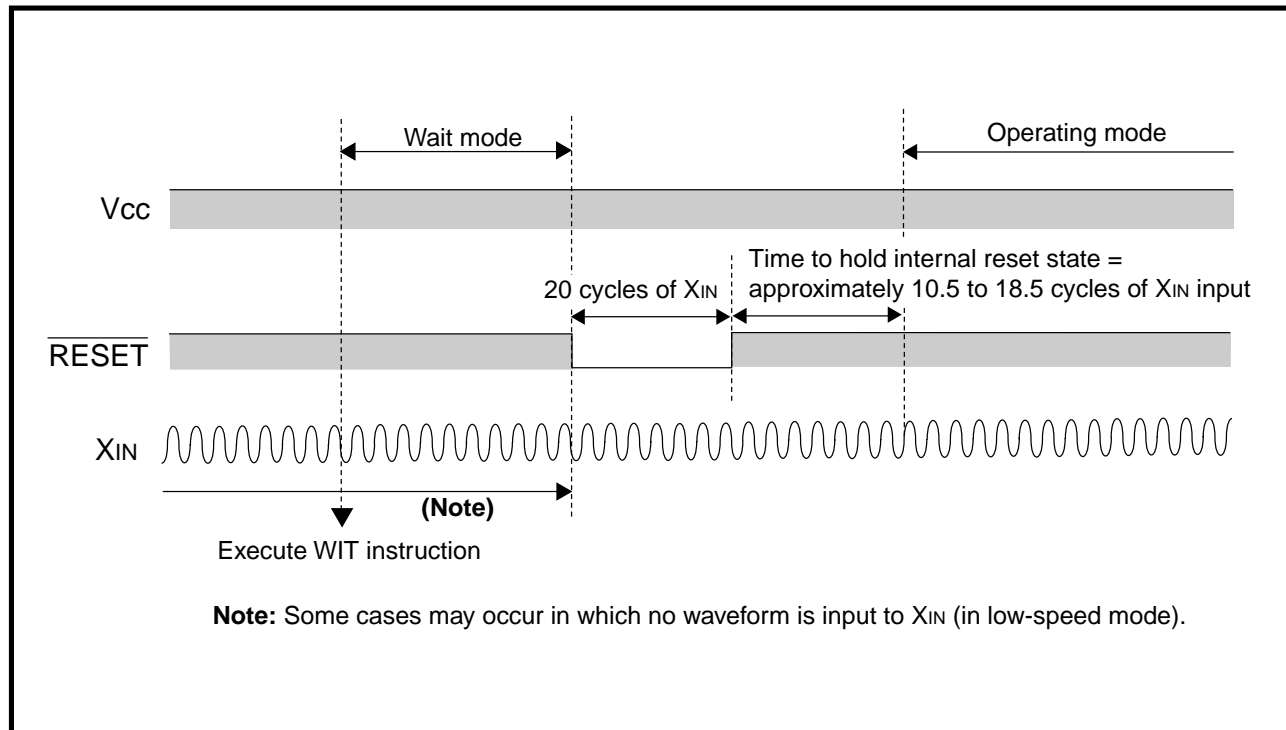 Wait mode
Operating mode
Vcc
Time to hold internal reset state =
20 cycles of XIN
approximately 10.5 to 18.5 cycles of XIN input
RESET
XIN
(Note)
Execute WIT instruction
Note: Some cases may occur in which no waveform is input to XIN (in low-speed mode).